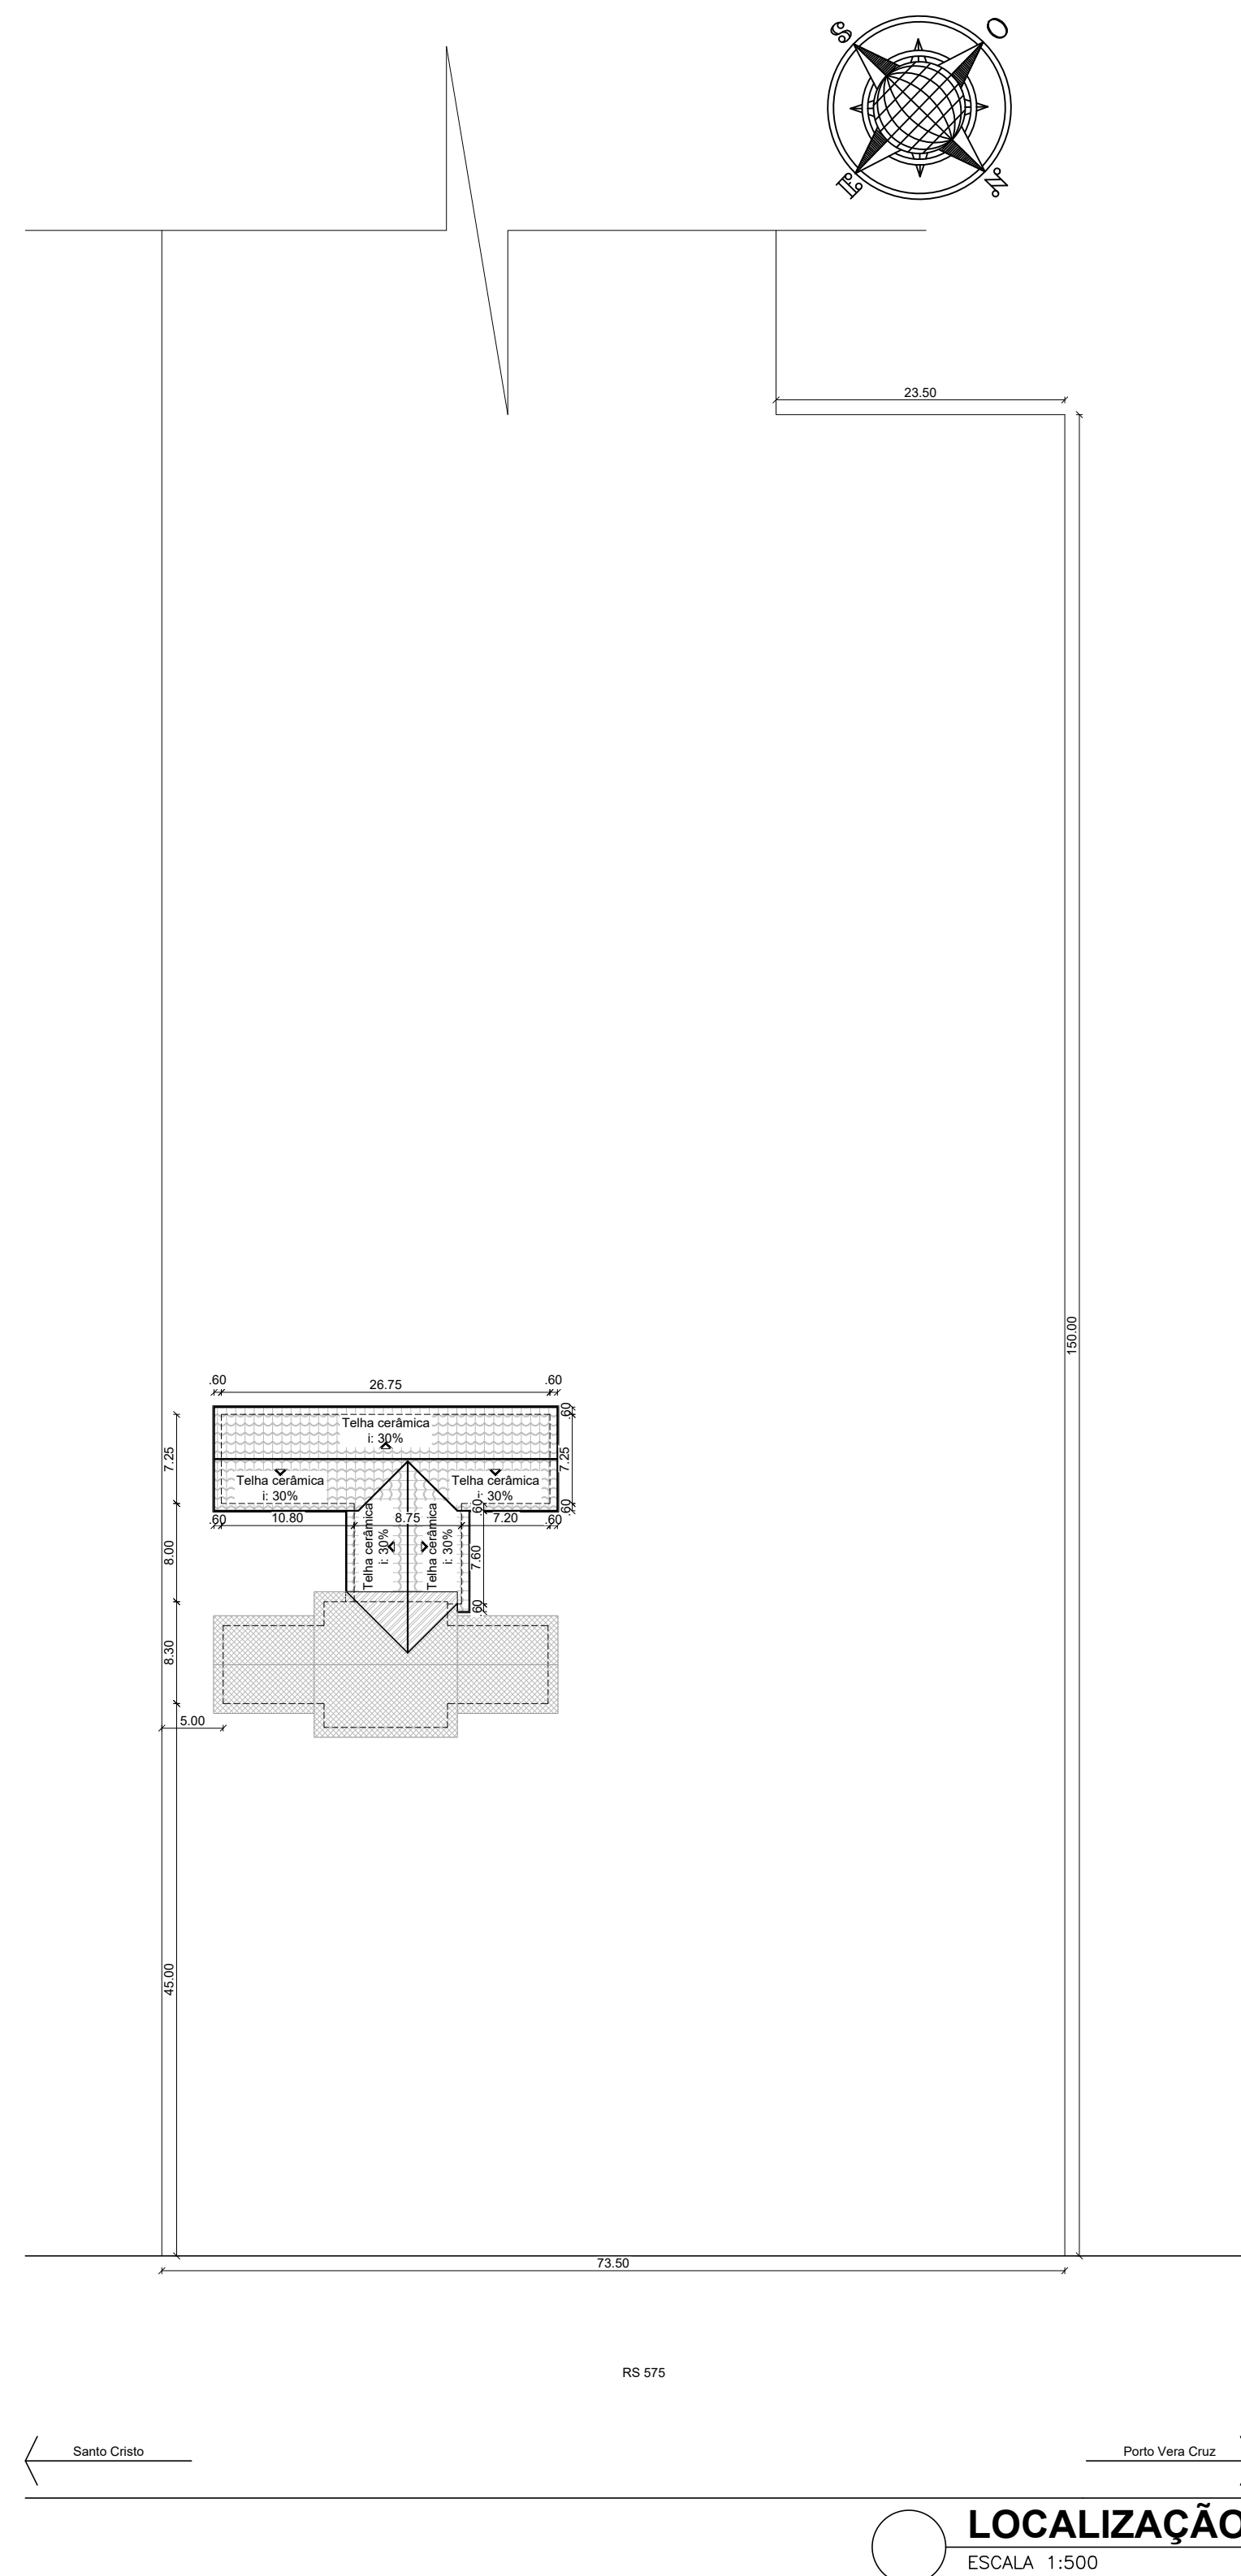 S
O
E
N
23.50
150.00
.60
26.75
.60
.60
Telha cerâmica
i: 30%
7.25
7.25
Telha cerâmica
i: 30%
Telha cerâmica
i: 30%
.60
.60
.60
10.80
8.75
7.20
.60
Telha cerâmica
i: 30%
Telha cerâmica
i: 30%
8.00
7.60
.60
8.30
5.00
45.00
73.50
RS 575
Santo Cristo
Porto Vera Cruz
LOCALIZAÇÃO
ESCALA 1:500